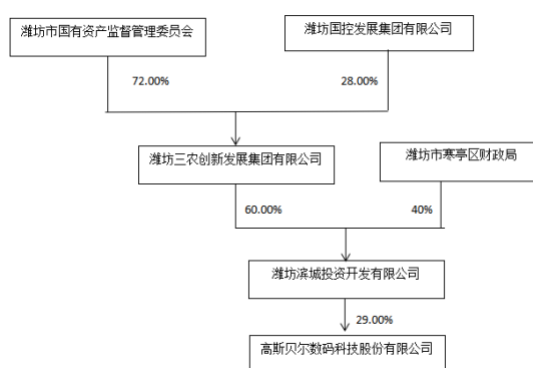 潍坊市国有资产监督管理委员会
潍坊国控发展集团有限公司
72.00%
28.00%
潍坊三农创新发展集团有限公司
潍坊市寒亭区财政局
60.00%
40%
潍坊滨城投资开发有限公司
29.00%
高斯贝尔数码科技股份有限公司